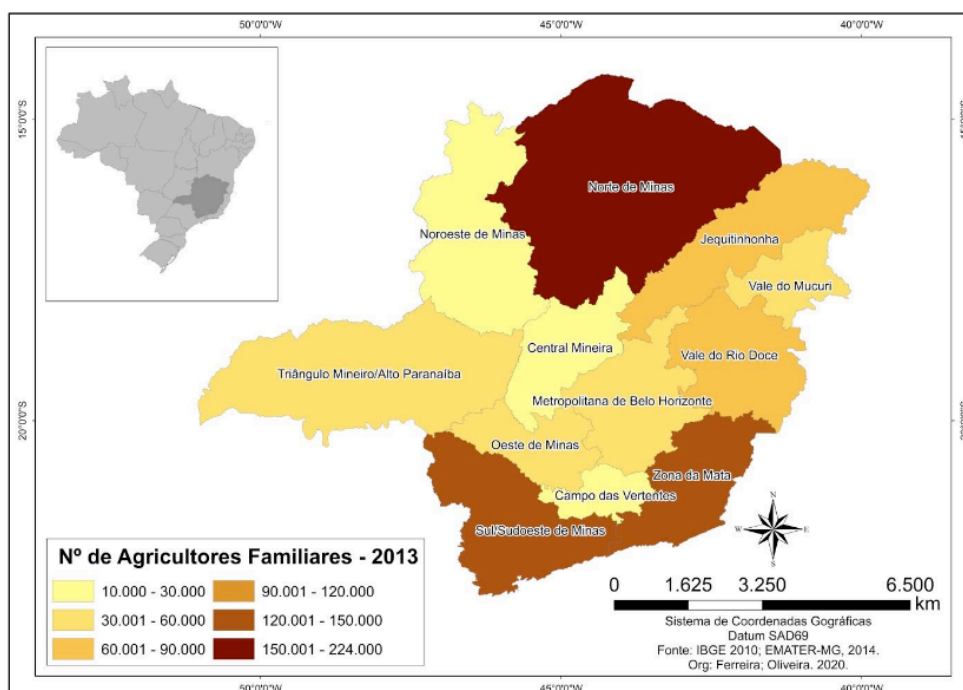 50°0'0"W
45°0'0"W
40°0'0"W
15°0'0"S
15°0'0"S
Norte de Minas
Noroeste de Minas
Jequitinhonha
Vale do Mucuri
Central Mineira
Vale do Rio Doce
Triângulo Mineiro/Alto Paranaíba
Metropolitana de Belo Horizonte
20°0'0"S
20°0'0"S
Oeste de Minas
Zona da Mata
Campo das Vertentes
Sul/Sudoeste de Minas
N
W
E
S
Nº de Agricultores Familiares - 2013
10.000 - 30.000
90.001 - 120.000
30.001 - 60.000
120.001 - 150.000
60.001 - 90.000
150.001 - 224.000
0 1.625 3.250 6.500
km
Sistema de Coordenadas Gográficas
Datum SAD69
Fonte: IBGE 2010; EMATER-MG, 2014.
Org: Ferreira; Oliveira. 2020.
50°0'0"W
45°0'0"W
40°0'0"W